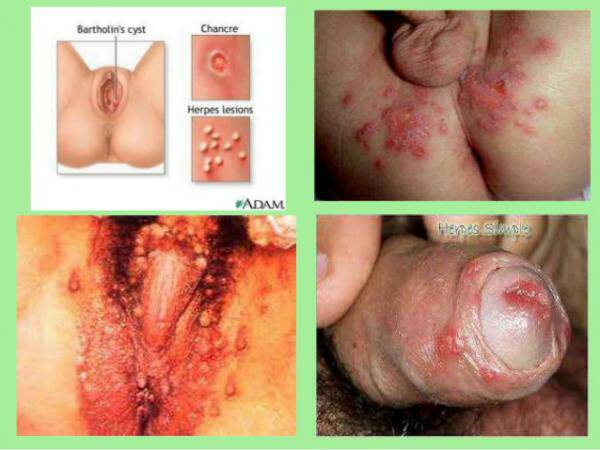 Bartholin's cyst
Chancre
Herpes lesions
ADAM.
Herpes Simple